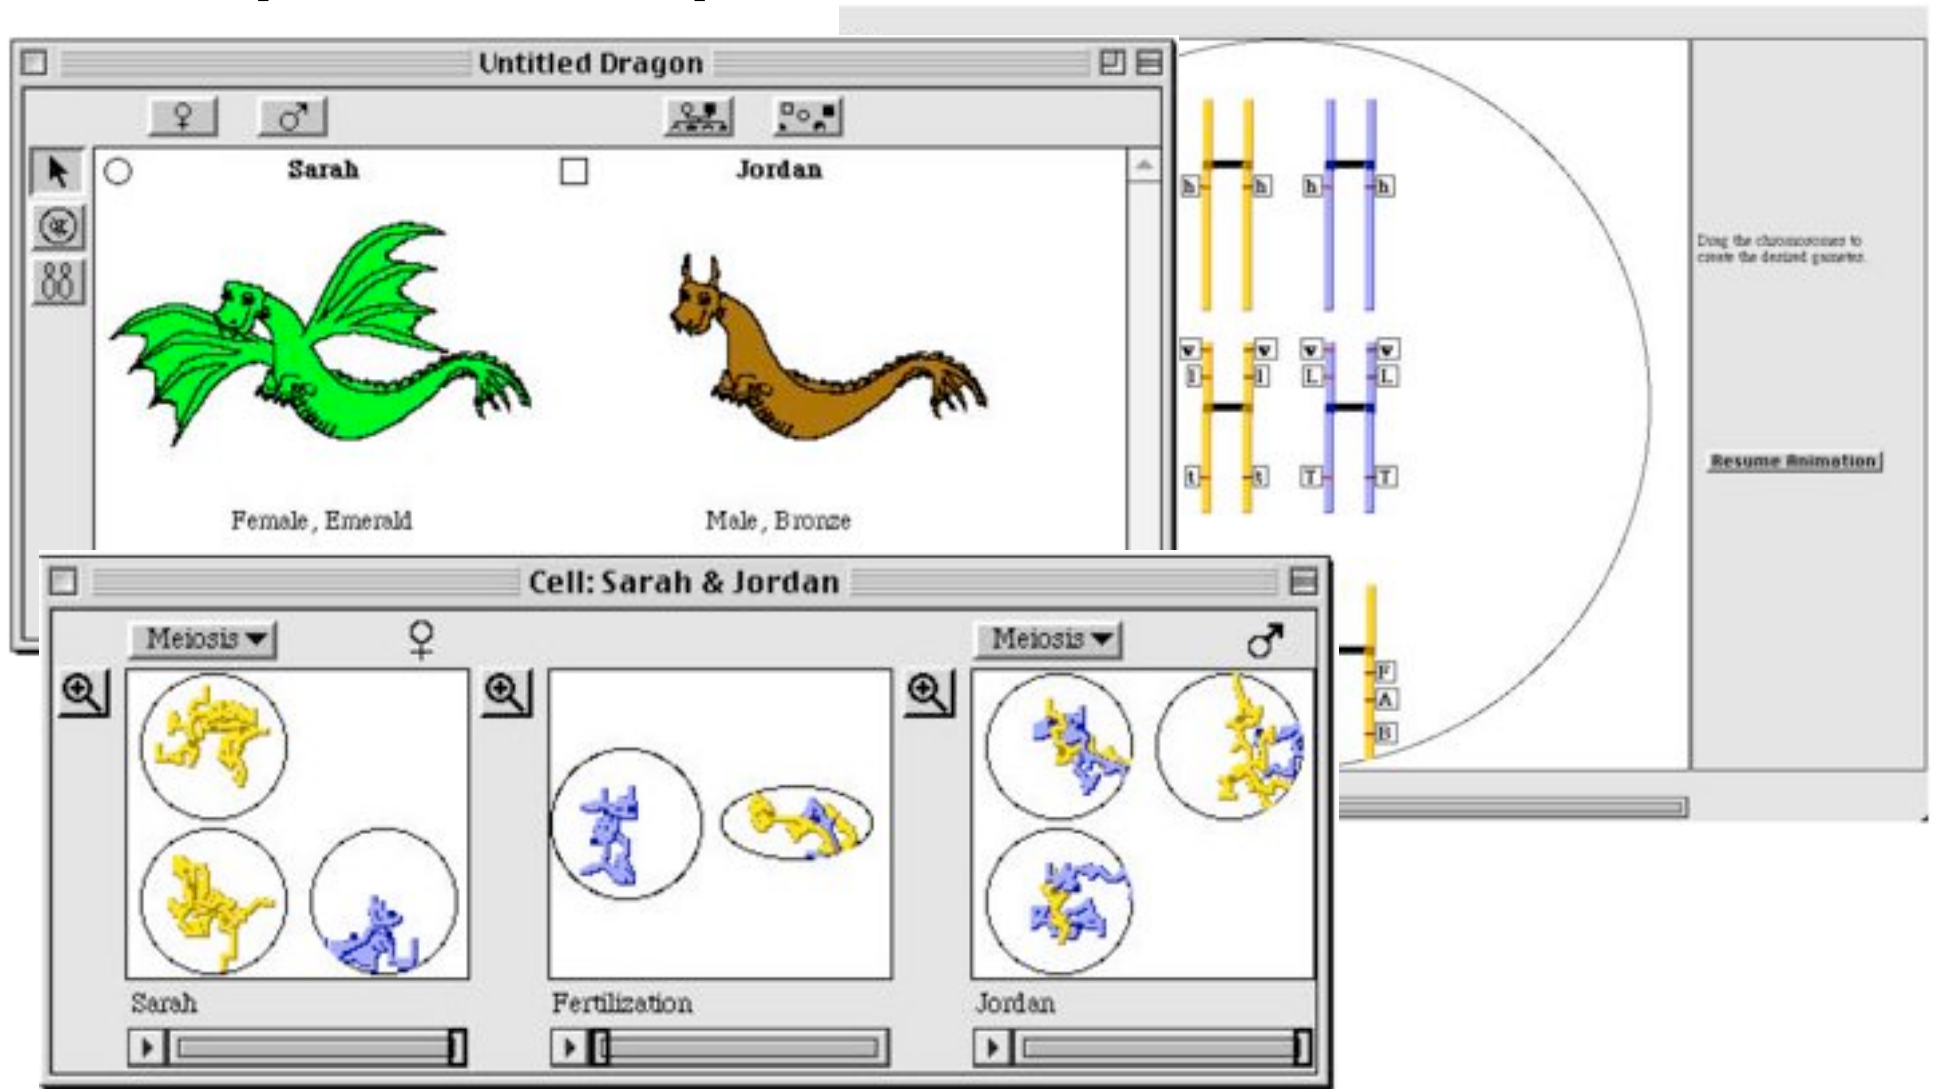 Untitled Dragon
Sarah
Jordan
Female, Emerald
Male, Bronze
h h h h
v v v v
l l L L
t t T T
F
A
B
Drag the chromosomes to
create the desired gametes.
Resume Animation
Cell: Sarah & Jordan
Meiosis
Meiosis
Sarah
Fertilization
Jordan